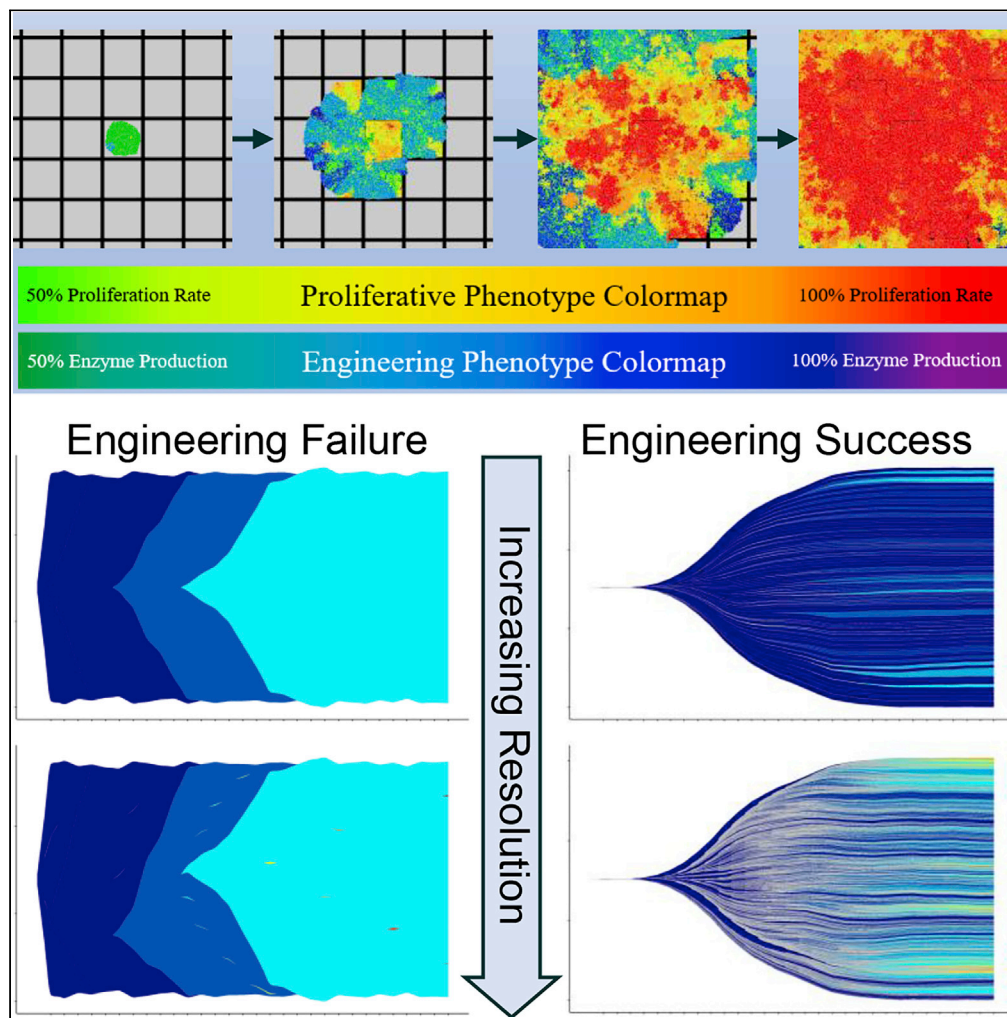 50% Proliferation Rate Proliferative Phenotype Colormap 100% Proliferation Rate
50% Enzyme Production Engineering Phenotype Colormap 100% Enzyme Production
Engineering Failure
Engineering Success
Increasing Resolution